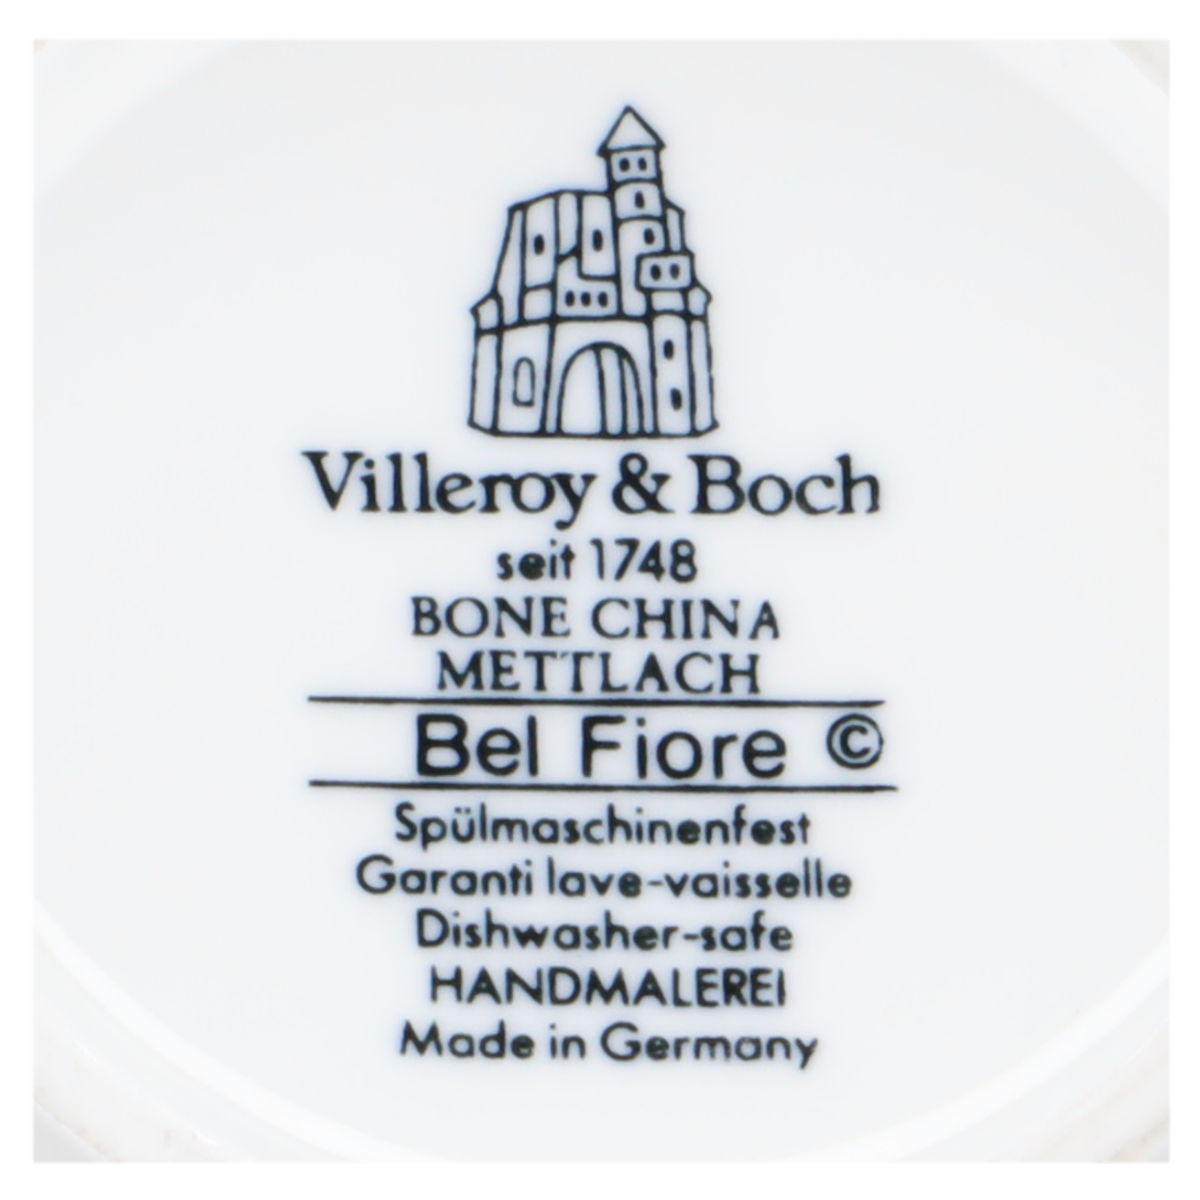 Villeroy & Boch
seit 1748
BONE CHINA
METTLACH
Bel Fiore ©
Spülmaschinenfest
Garanti lave-vaisselle
Dishwasher-safe
HANDMALEREI
Made in Germany